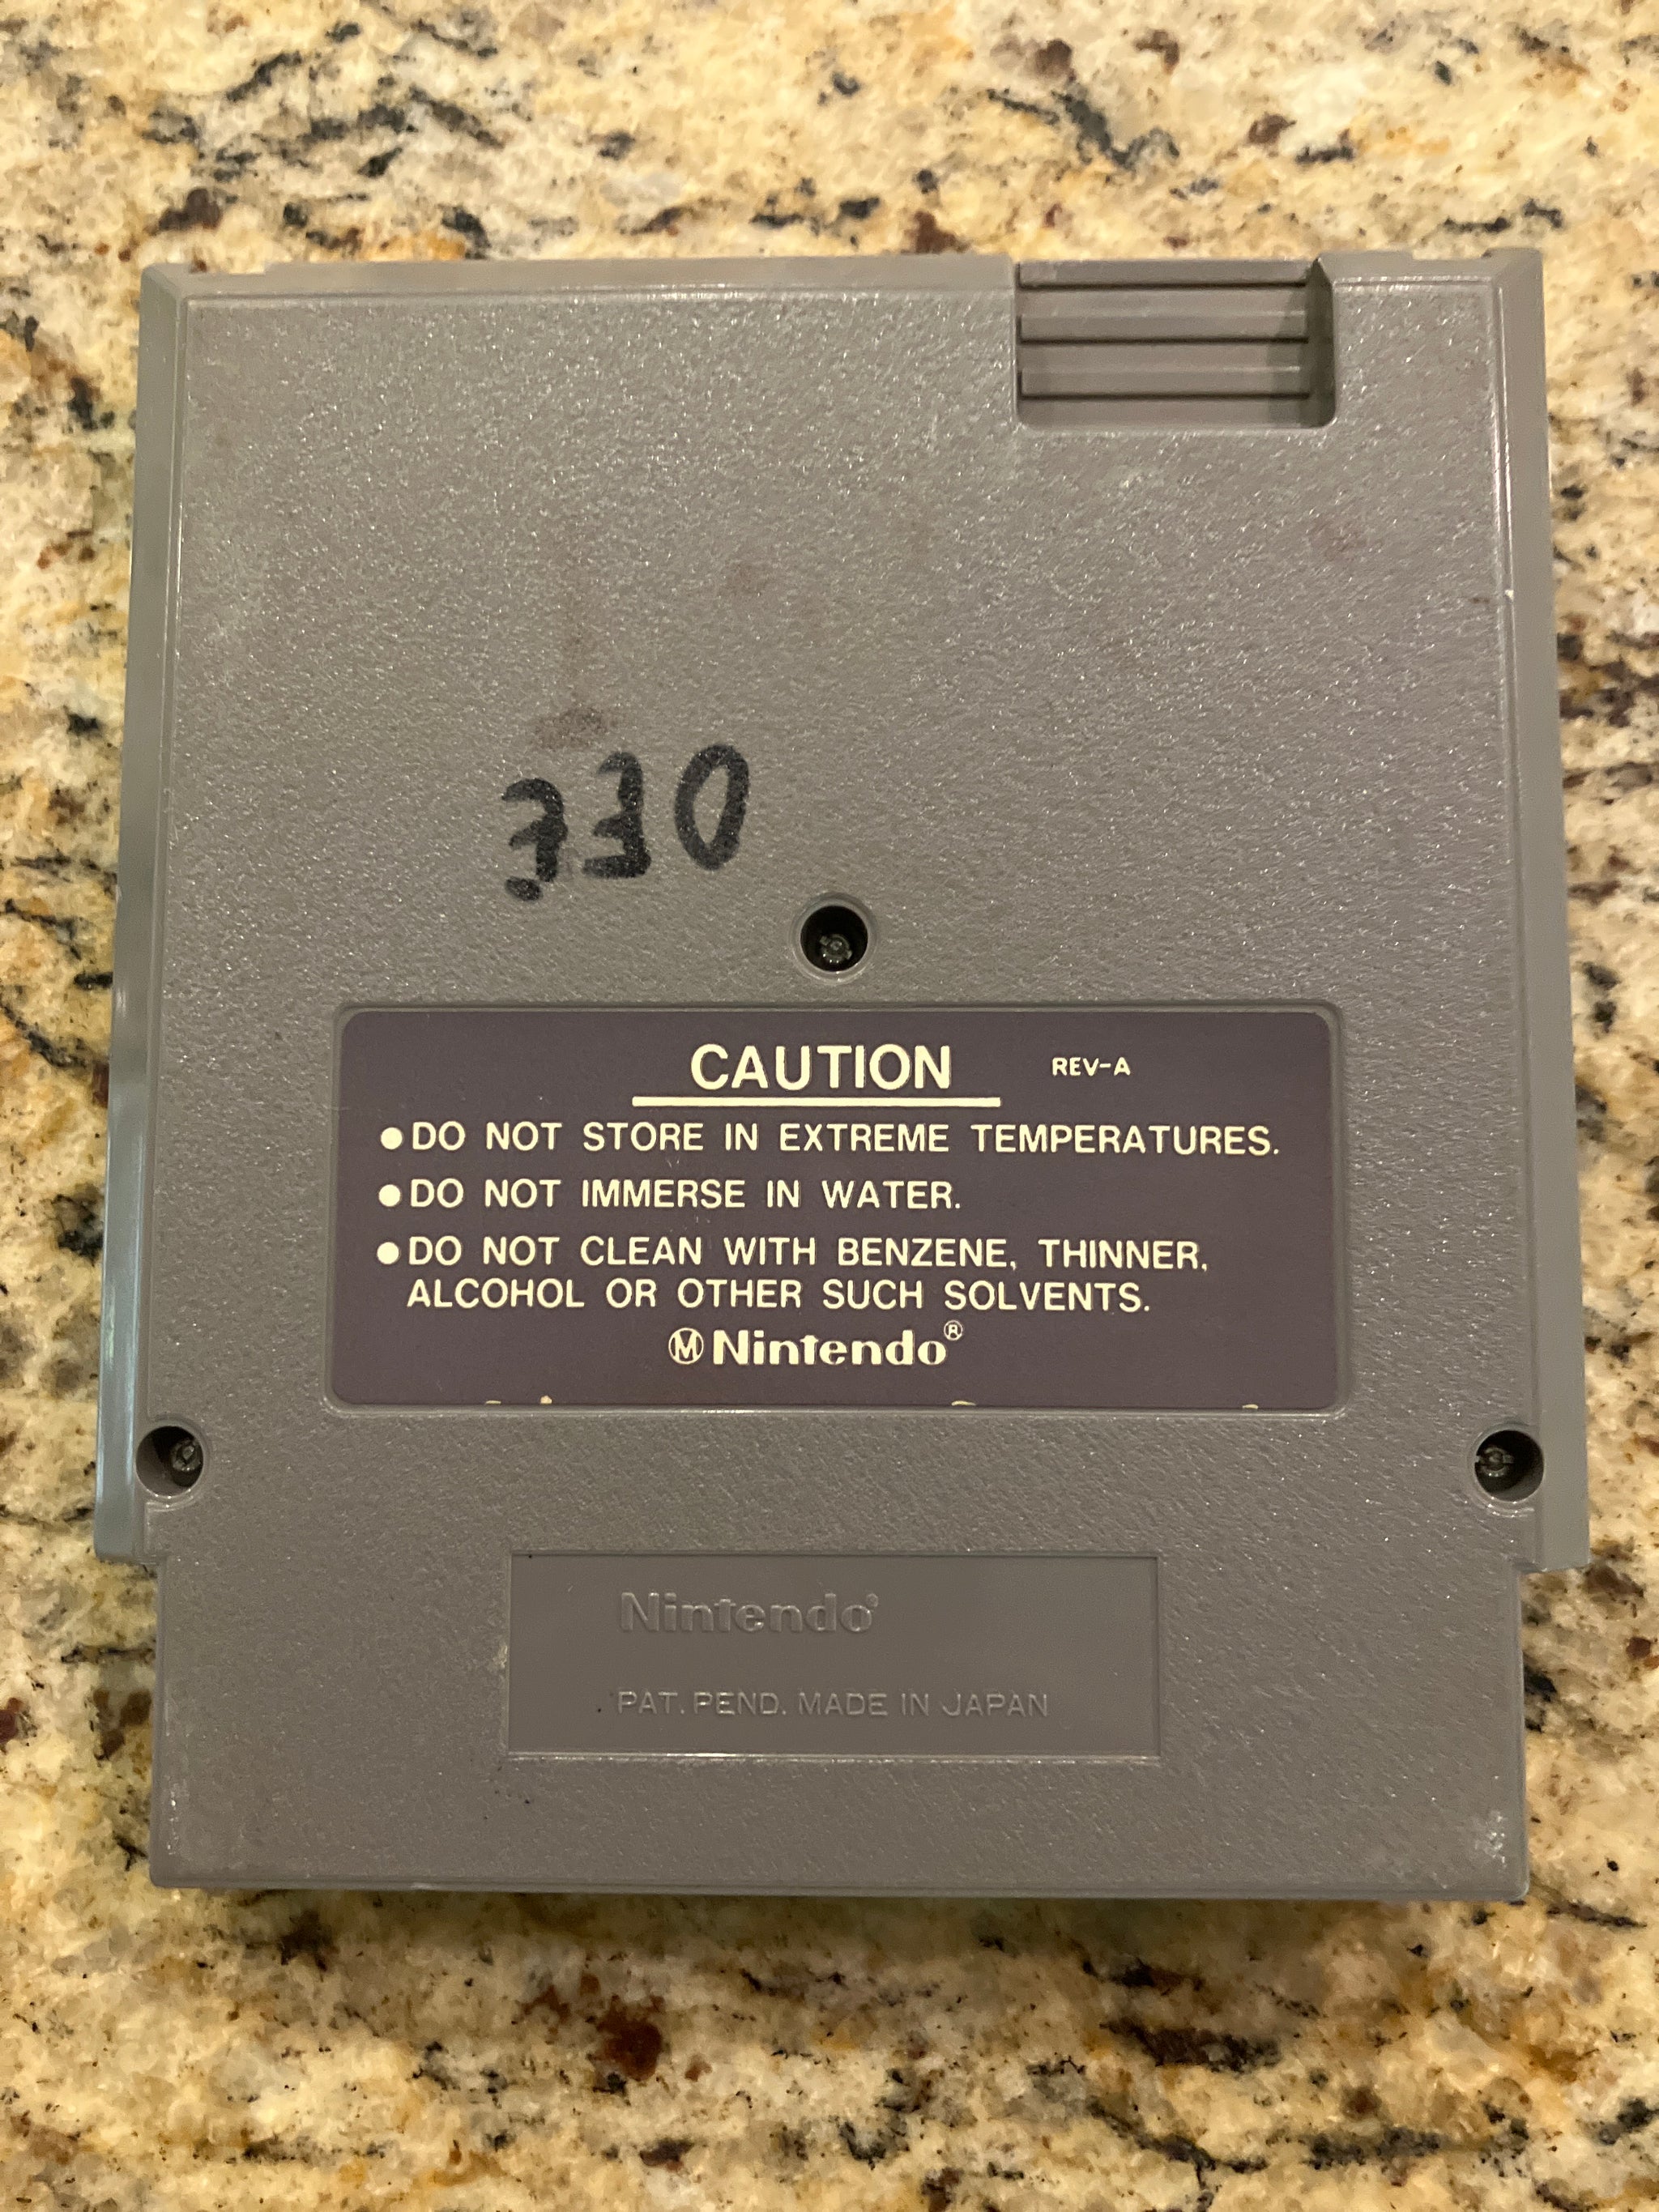 330
CAUTION REV-A
●DO NOT STORE IN EXTREME TEMPERATURES.
●DO NOT IMMERSE IN WATER.
●DO NOT CLEAN WITH BENZENE, THINNER,
ALCOHOL OR OTHER SUCH SOLVENTS.
Ⓜ Nintendo®
Nintendo®
PAT. PEND. MADE IN JAPAN